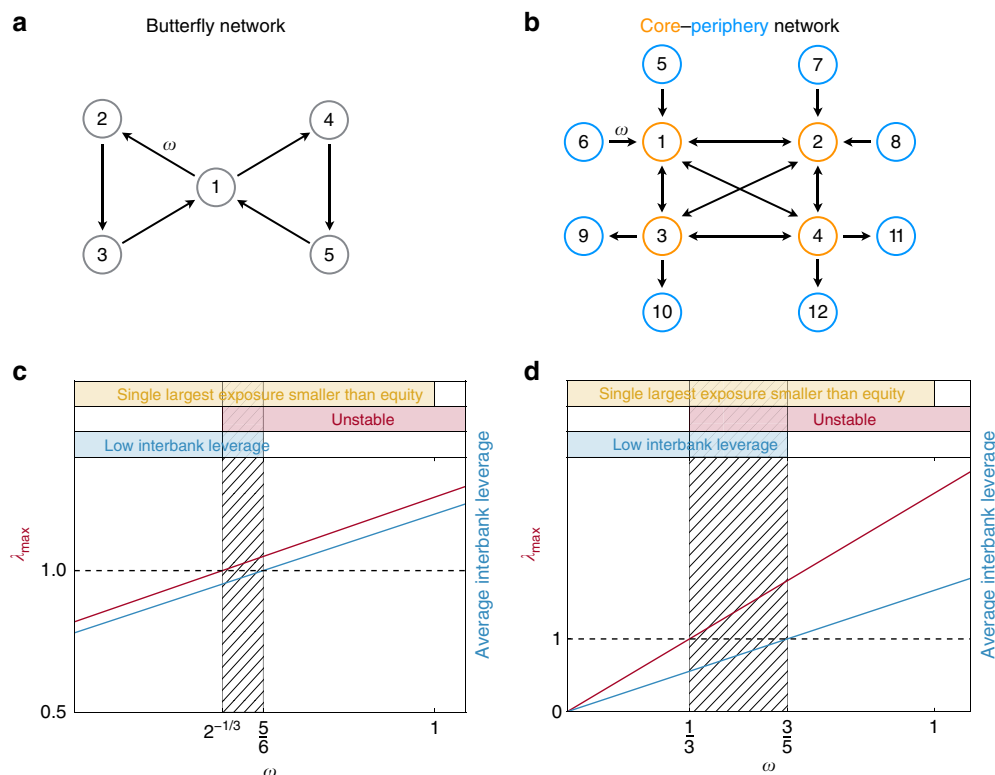 a
Butterfly network
2
4
ω
1
3
5
b
Core–periphery network
5
7
6
ω
1
2
8
9
3
4
11
10
12
c
Single largest exposure smaller than equity
Unstable
Low interbank leverage
λmax
1.0
0.5
2−1/3
5
6
1
ω
Average interbank leverage
d
Single largest exposure smaller than equity
Unstable
Low interbank leverage
λmax
1
0
1
3
3
5
1
ω
Average interbank leverage